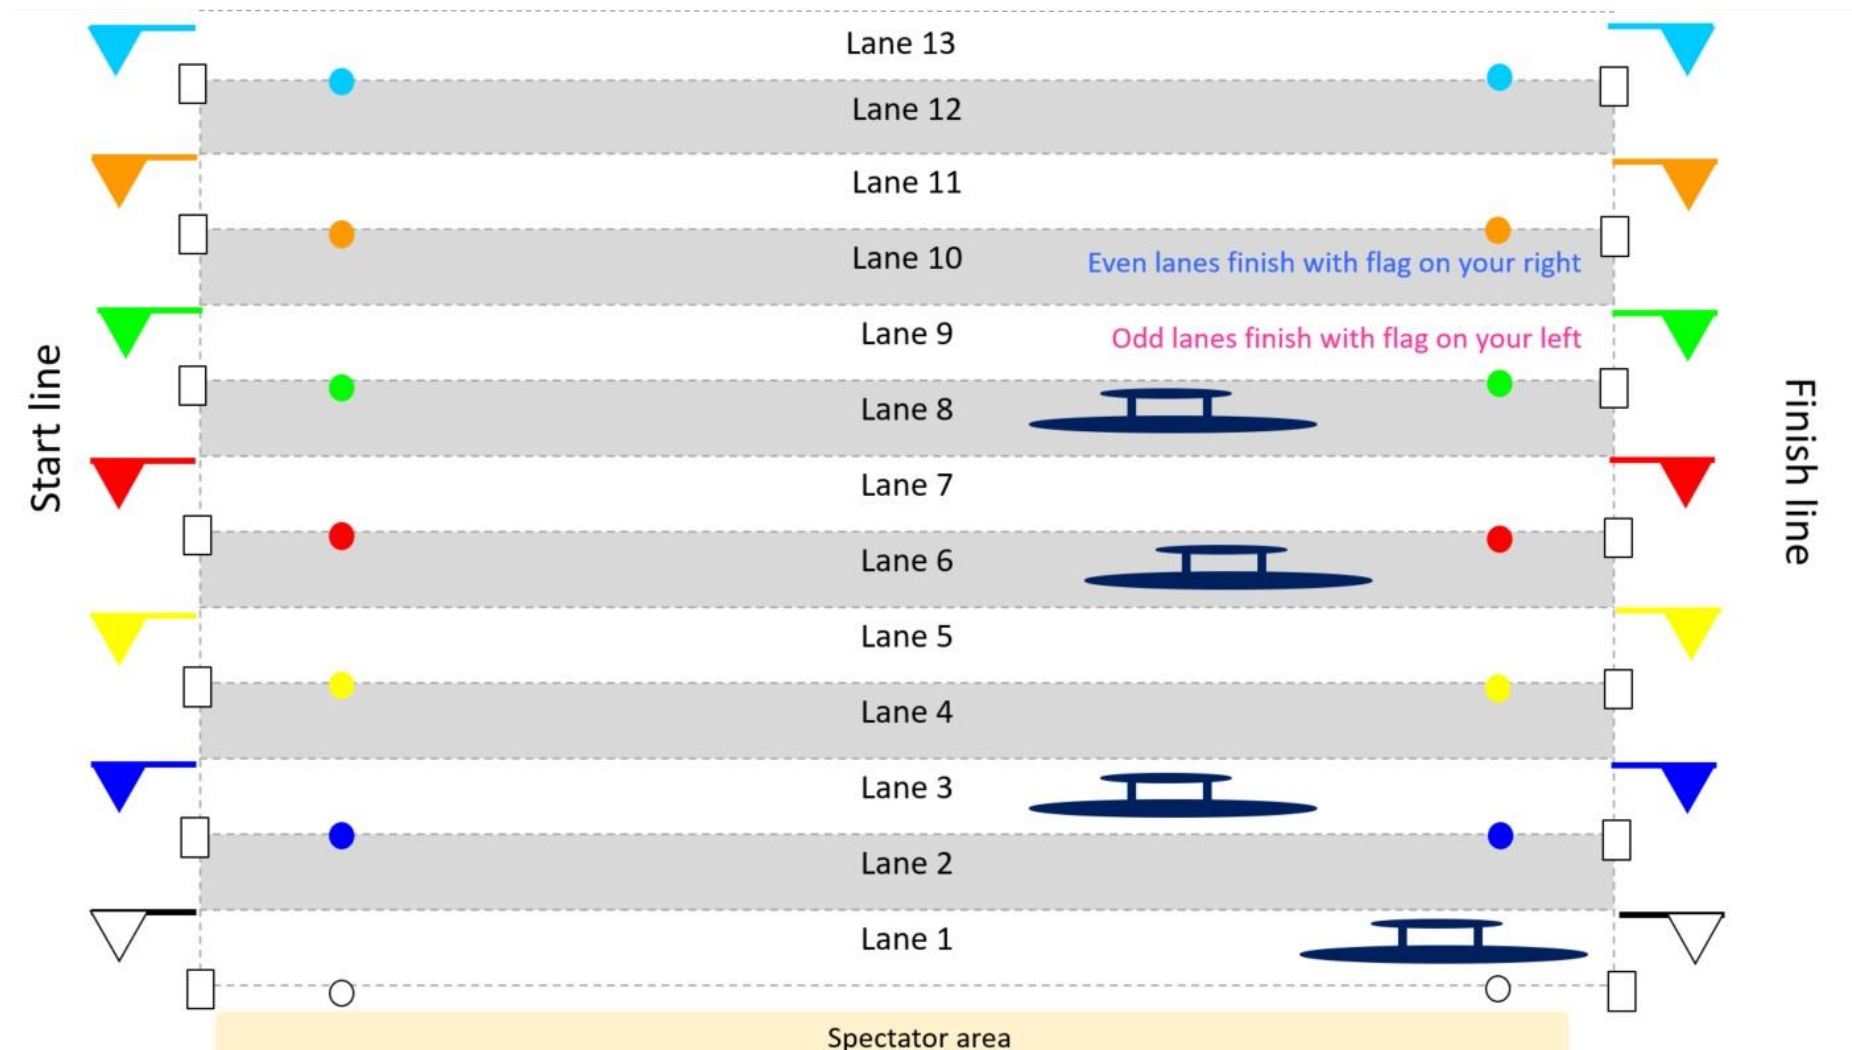 Lane 13
Lane 12
Lane 11
Lane 10
Even lanes finish with flag on your right
Lane 9
Odd lanes finish with flag on your left
Start line
Finish line
Lane 8
Lane 7
Lane 6
Lane 5
Lane 4
Lane 3
Lane 2
Lane 1
Spectator area